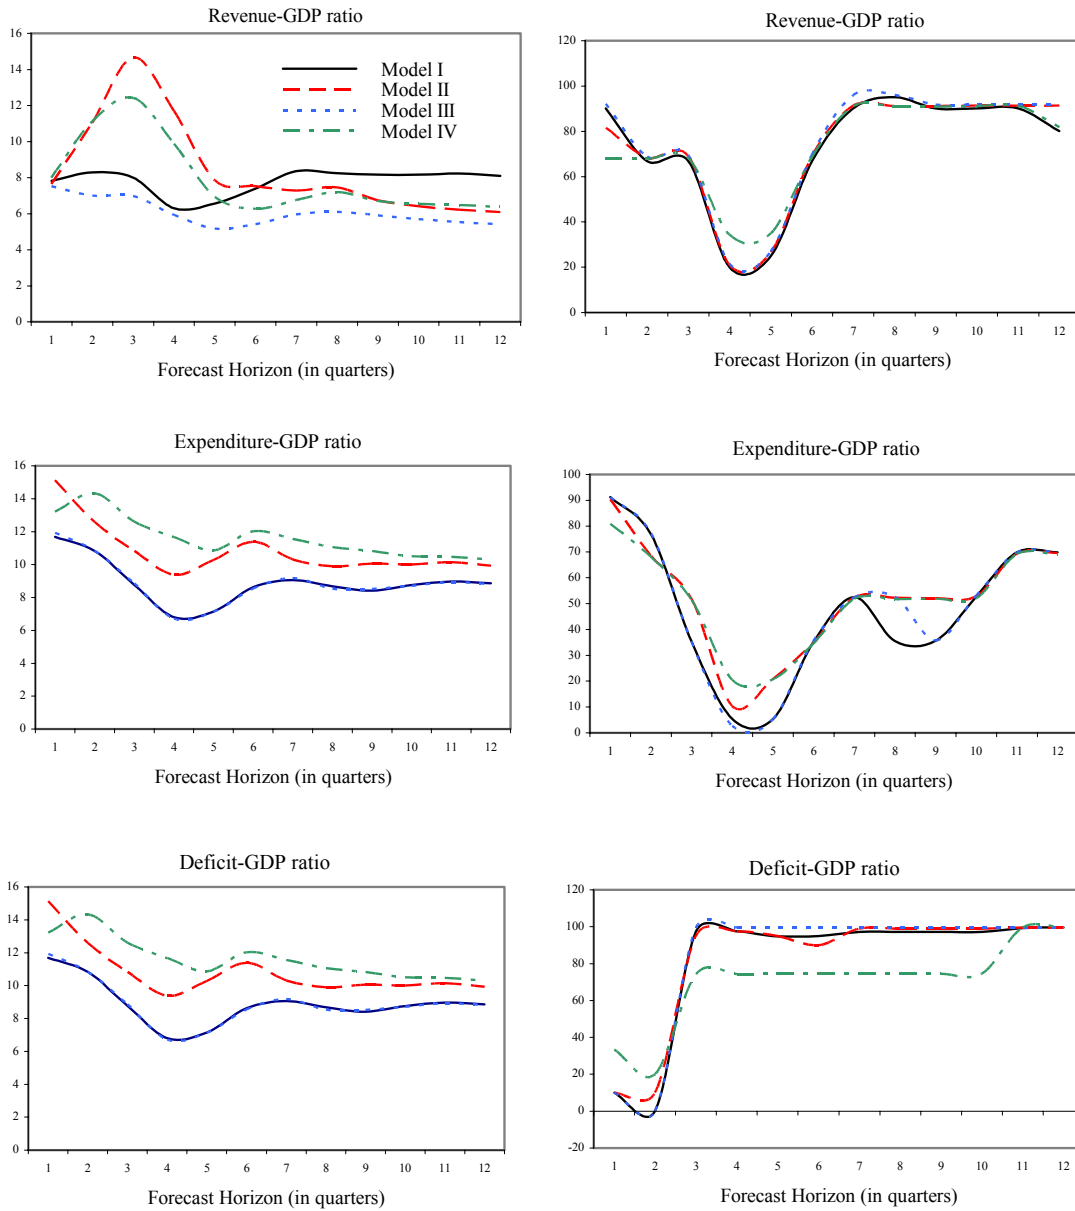 Revenue-GDP ratio
16
14
12
10
8
6
4
2
0
Model I
Model II
Model III
Model IV
1 2 3 4 5 6 7 8 9 10 11 12
Forecast Horizon (in quarters)
Revenue-GDP ratio
120
100
80
60
40
20
0
1 2 3 4 5 6 7 8 9 10 11 12
Forecast Horizon (in quarters)
Expenditure-GDP ratio
16
14
12
10
8
6
4
2
0
1 2 3 4 5 6 7 8 9 10 11 12
Forecast Horizon (in quarters)
Expenditure-GDP ratio
100
90
80
70
60
50
40
30
20
10
0
1 2 3 4 5 6 7 8 9 10 11 12
Forecast Horizon (in quarters)
Deficit-GDP ratio
16
14
12
10
8
6
4
2
0
1 2 3 4 5 6 7 8 9 10 11 12
Forecast Horizon (in quarters)
Deficit-GDP ratio
120
100
80
60
40
20
0
-20
1 2 3 4 5 6 7 8 9 10 11 12
Forecast Horizon (in quarters)